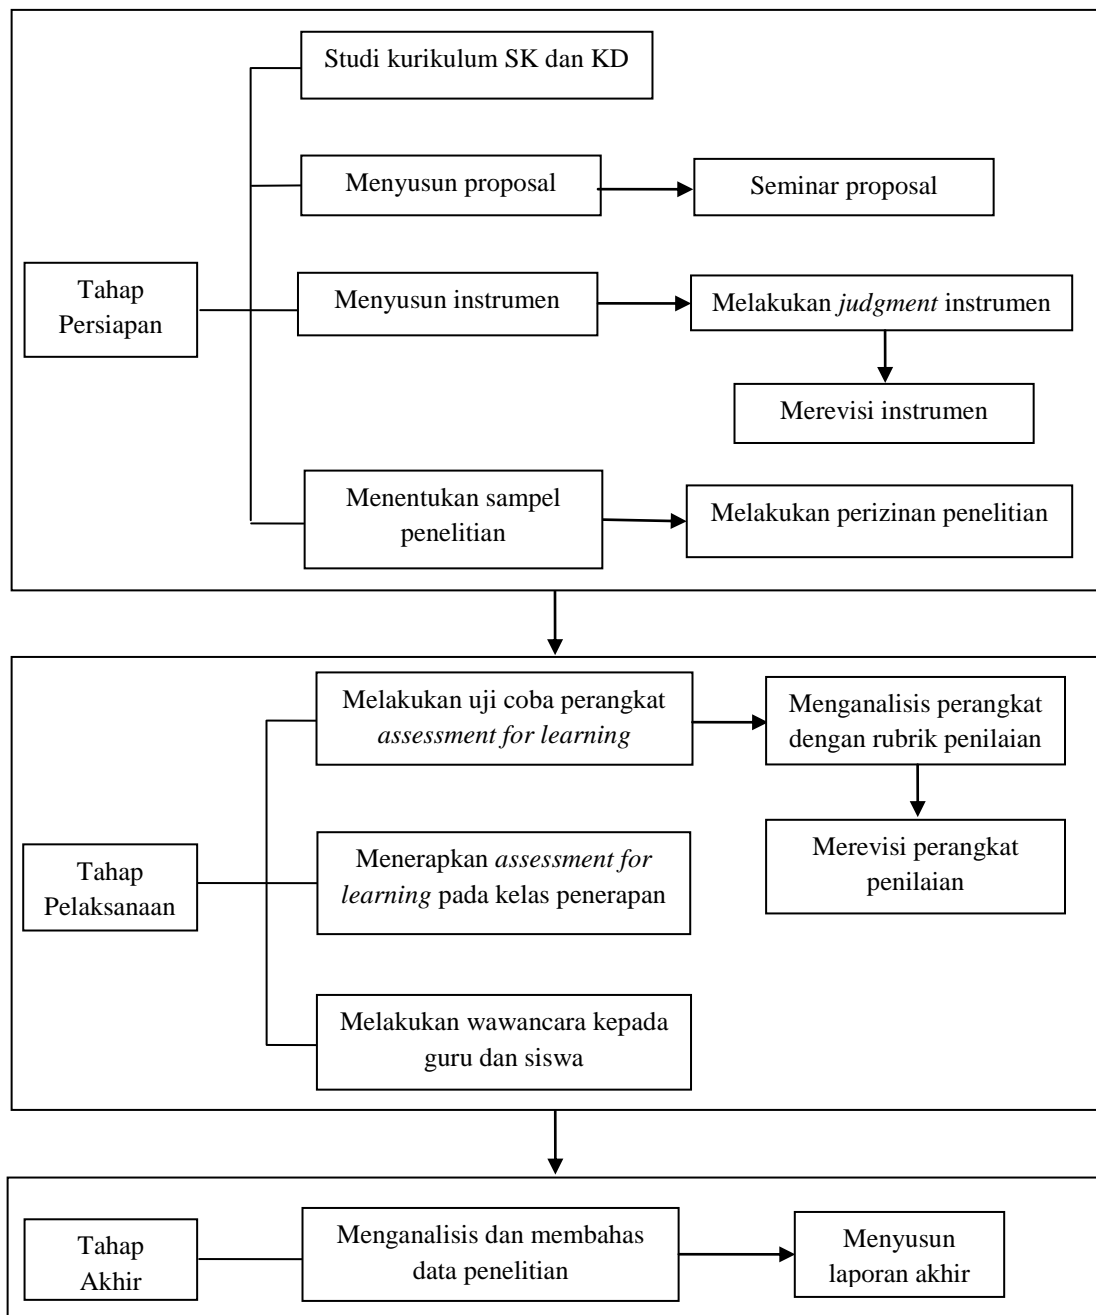 Studi kurikulum SK dan KD
Menyusun proposal
Seminar proposal
Tahap
Persiapan
Menyusun instrumen
Melakukan judgment instrumen
Merevisi instrumen
Menentukan sampel
penelitian
Melakukan perizinan penelitian
Melakukan uji coba perangkat
assessment for learning
Menganalisis perangkat
dengan rubrik penilaian
Merevisi perangkat
penilaian
Tahap
Pelaksanaan
Menerapkan assessment for
learning pada kelas penerapan
Melakukan wawancara kepada
guru dan siswa
Tahap
Akhir
Menganalisis dan membahas
data penelitian
Menyusun
laporan akhir